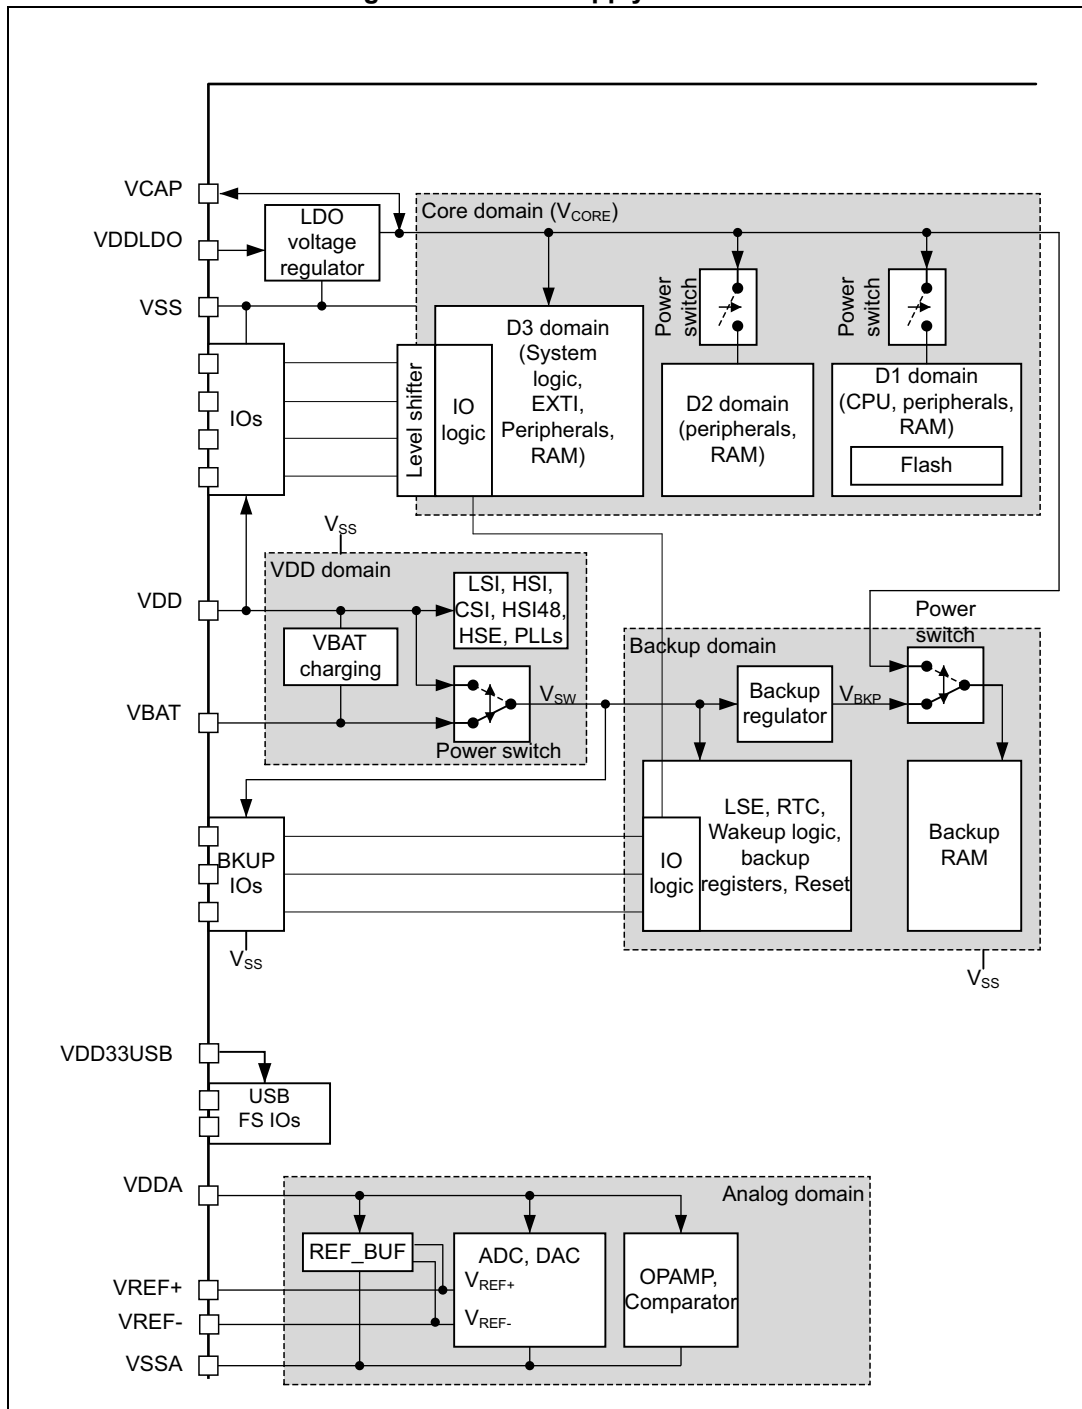 VCAP
VDDLDO
VSS
LDO
voltage
regulator
Core domain (VCORE)
Power
switch
Power
switch
D3 domain
(System
logic,
EXTI,
Peripherals,
RAM)
IOs
Level shifter
IO
logic
D2 domain
(peripherals,
RAM)
D1 domain
(CPU, peripherals,
RAM)
Flash
VSS
VDD domain
VDD
LSI, HSI,
CSI, HSI48,
HSE, PLLs
VBAT
charging
VBAT
VSW
Power switch
Power
switch
Backup domain
Backup
regulator
VBKP
LSE, RTC,
Wakeup logic,
backup
registers, Reset
IO
logic
Backup
RAM
BKUP
IOs
VSS
VSS
VDD33USB
USB
FS IOs
VDDA
Analog domain
REF_BUF
ADC, DAC
VREF+
VREF-
OPAMP,
Comparator
VREF+
VREF-
VSSA